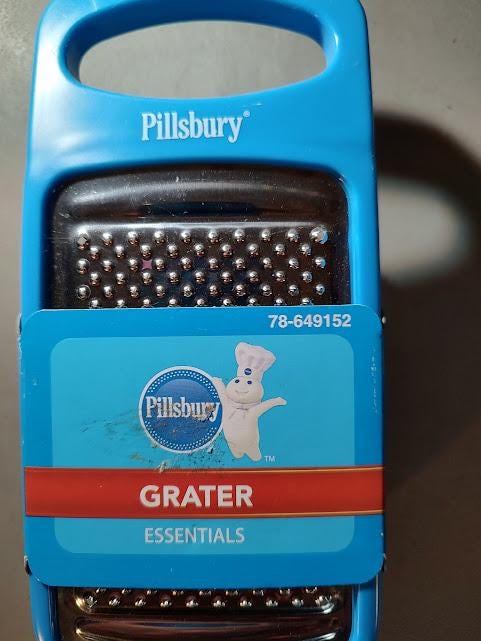 Pillsbury®
78-649152
Pillsbury
TM
GRATER
ESSENTIALS